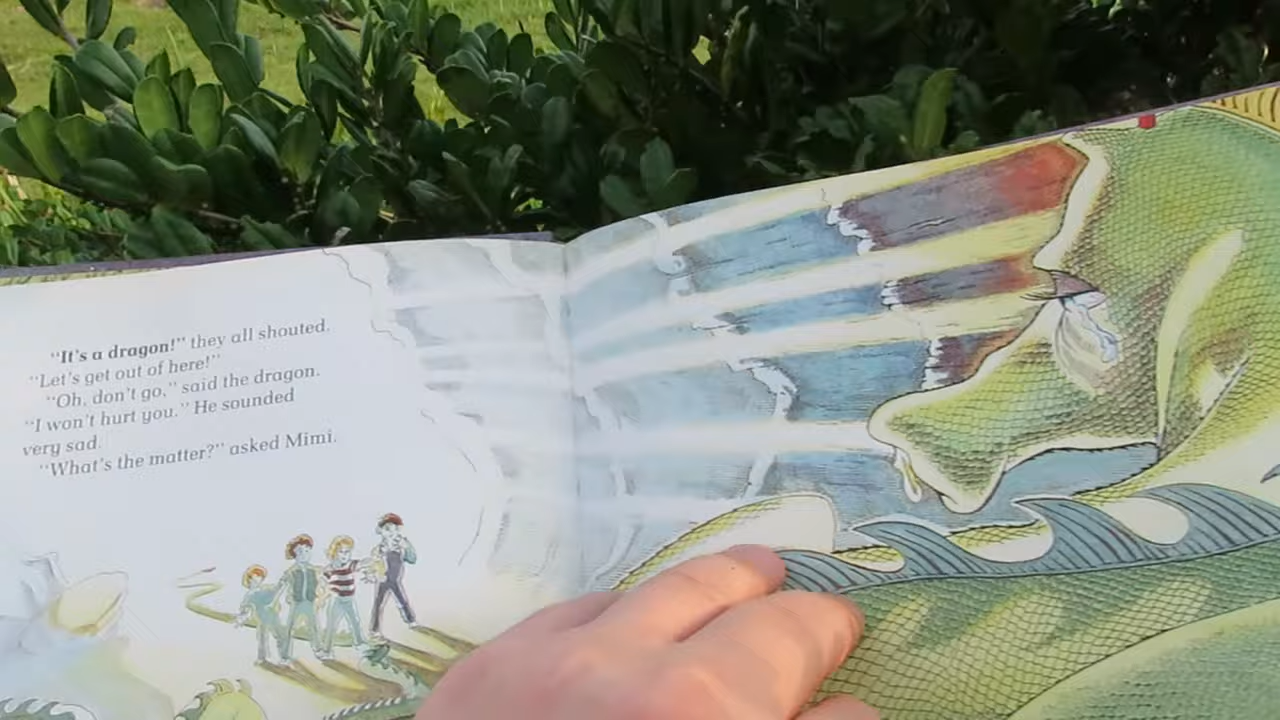 "It's a dragon!" they all shouted.
"Let's get out of here!"
"Oh, don't go," said the dragon.
"I won't hurt you." He sounded
very sad.
"What's the matter?" asked Mimi.